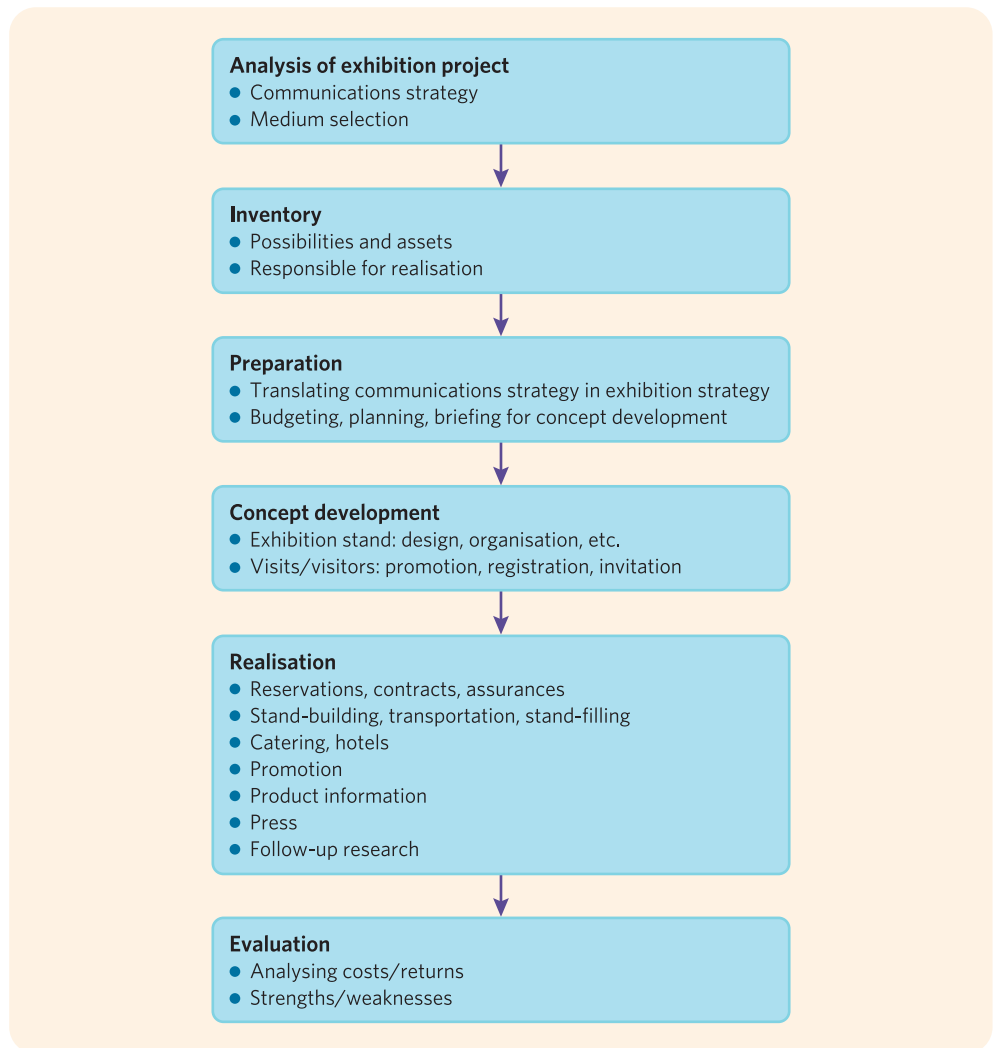 Analysis of exhibition project
● Communications strategy
● Medium selection
Inventory
● Possibilities and assets
● Responsible for realisation
Preparation
● Translating communications strategy in exhibition strategy
● Budgeting, planning, briefing for concept development
Concept development
● Exhibition stand: design, organisation, etc.
● Visits/visitors: promotion, registration, invitation
Realisation
● Reservations, contracts, assurances
● Stand-building, transportation, stand-filling
● Catering, hotels
● Promotion
● Product information
● Press
● Follow-up research
Evaluation
● Analysing costs/returns
● Strengths/weaknesses